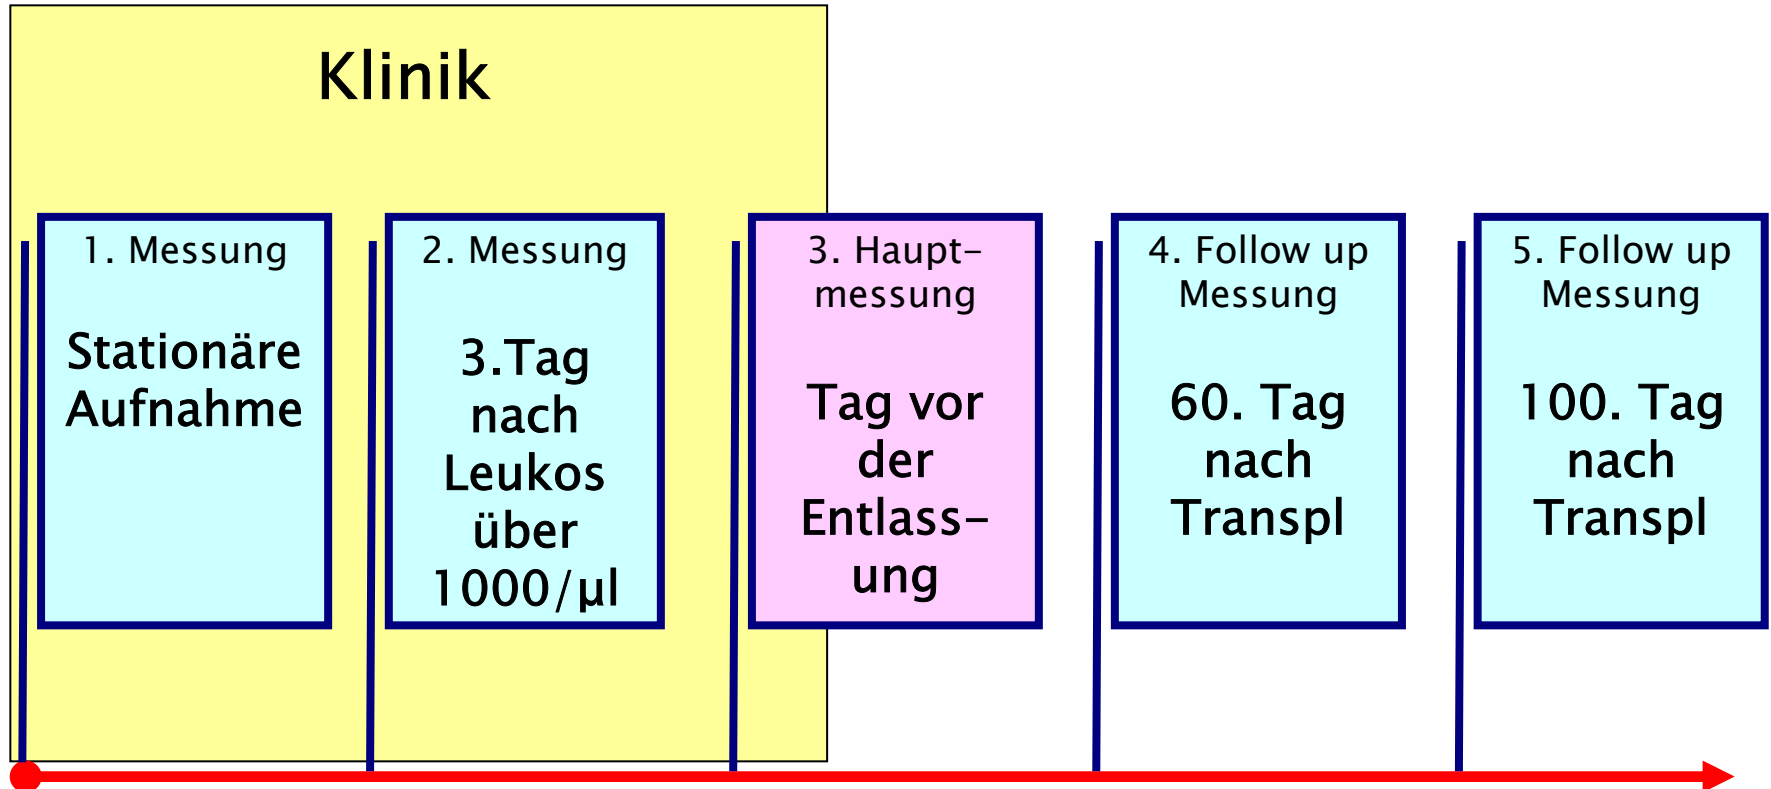 Klinik
1. Messung
Stationäre
Aufnahme
2. Messung
3.Tag
nach
Leukos
über
1000/µl
3. Haupt-
messung
Tag vor
der
Entlass-
ung
4. Follow up
Messung
60. Tag
nach
Transpl
5. Follow up
Messung
100. Tag
nach
Transpl